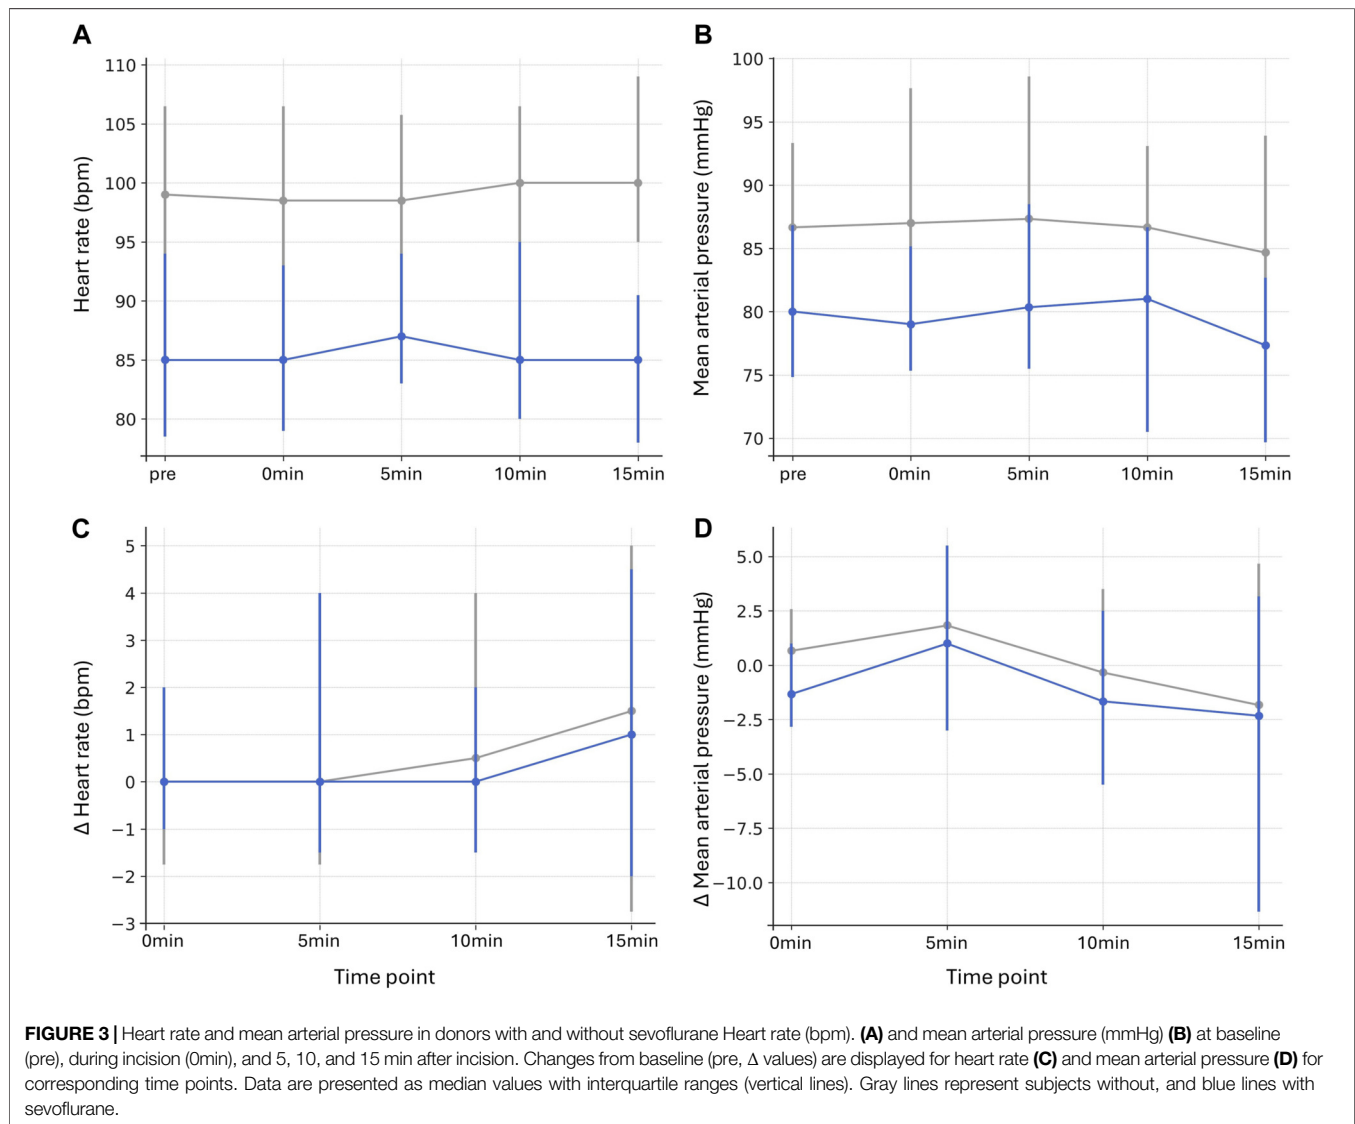 A
110
105
100
95
90
85
80
Heart rate (bpm)
pre 0min 5min 10min 15min
B
100
95
90
85
80
75
70
Mean arterial pressure (mmHg)
pre 0min 5min 10min 15min
C
5
4
3
2
1
0
−1
−2
−3
Δ Heart rate (bpm)
0min 5min 10min 15min
Time point
D
5.0
2.5
0.0
−2.5
−5.0
−7.5
−10.0
Δ Mean arterial pressure (mmHg)
0min 5min 10min 15min
Time point
FIGURE 3 | Heart rate and mean arterial pressure in donors with and without sevoflurane Heart rate (bpm). (A) and mean arterial pressure (mmHg) (B) at baseline
(pre), during incision (0min), and 5, 10, and 15 min after incision. Changes from baseline (pre, Δ values) are displayed for heart rate (C) and mean arterial pressure (D) for
corresponding time points. Data are presented as median values with interquartile ranges (vertical lines). Gray lines represent subjects without, and blue lines with
sevoflurane.